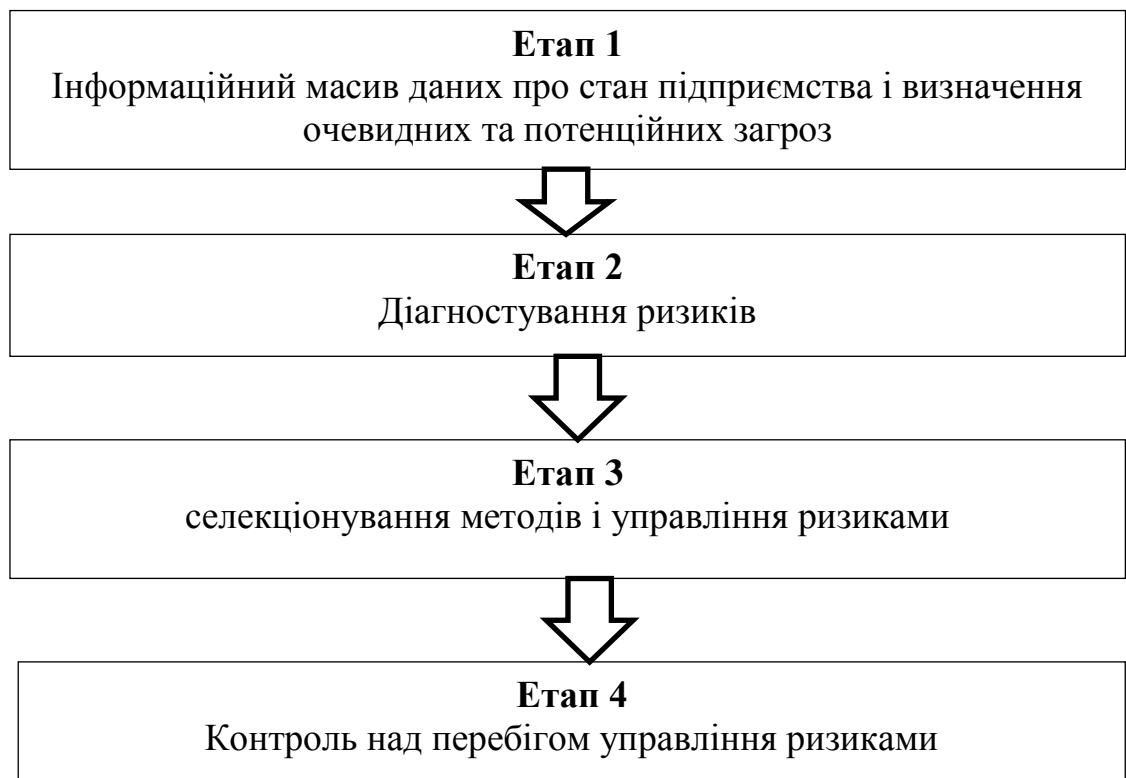 Етап 1
Інформаційний масив даних про стан підприємства і визначення
очевидних та потенційних загроз
Етап 2
Діагностування ризиків
Етап 3
селекціонування методів і управління ризиками
Етап 4
Контроль над перебігом управління ризиками